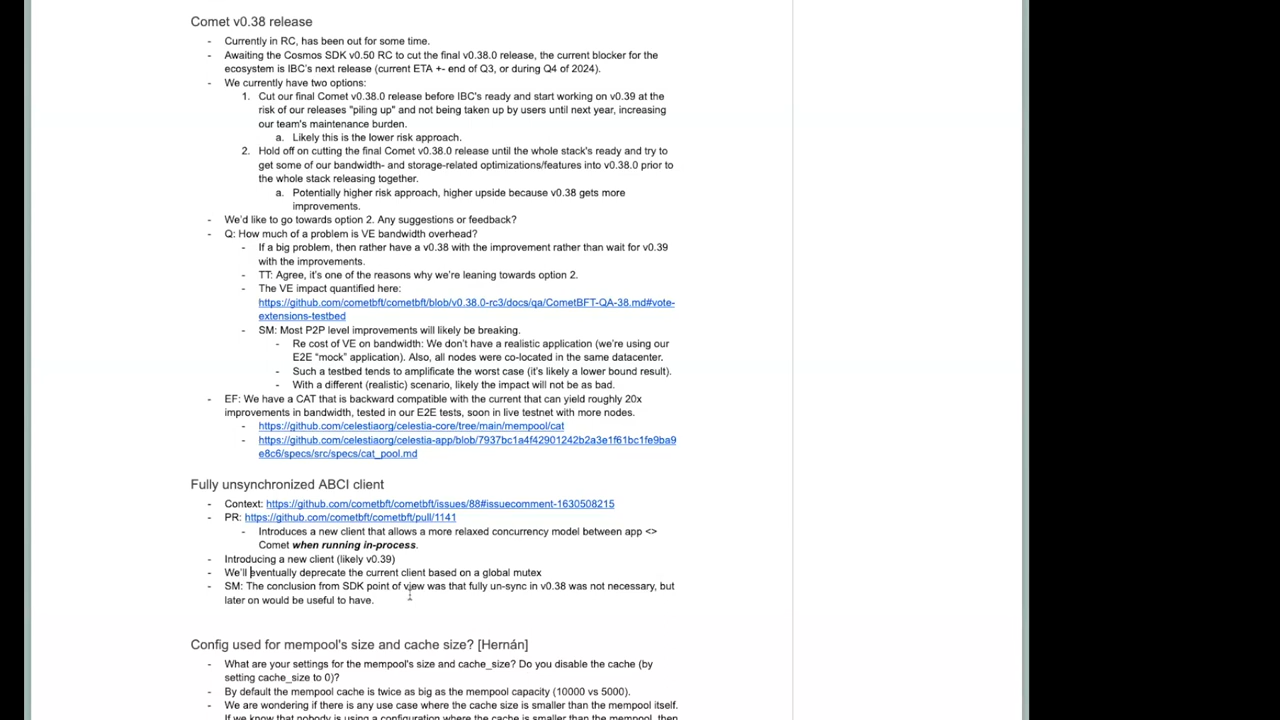 Comet v0.38 release
- Currently in RC, has been out for some time.
- Awaiting the Cosmos SDK v0.50 RC to cut the final v0.38.0 release, the current blocker for the
ecosystem is IBC's next release (current ETA +- end of Q3, or during Q4 of 2024).
- We currently have two options:
1. Cut our final Comet v0.38.0 release before IBC's ready and start working on v0.39 at the
risk of our releases "piling up" and not being taken up by users until next year, increasing
our team's maintenance burden.
a. Likely this is the lower risk approach.
2. Hold off on cutting the final Comet v0.38.0 release until the whole stack's ready and try to
get some of our bandwidth- and storage-related optimizations/features into v0.38.0 prior to
the whole stack releasing together.
a. Potentially higher risk approach, higher upside because v0.38 gets more
improvements.
- We'd like to go towards option 2. Any suggestions or feedback?
- Q: How much of a problem is VE bandwidth overhead?
- If a big problem, then rather have a v0.38 with the improvement rather than wait for v0.39
with the improvements.
- TT: Agree, it's one of the reasons why we're leaning towards option 2.
- The VE impact quantified here:
https://github.com/cometbft/cometbft/blob/v0.38.0-rc3/docs/qa/CometBFT-QA-38.md#vote-
extensions-testbed
- SM: Most P2P level improvements will likely be breaking.
- Re cost of VE on bandwidth: We don't have a realistic application (we're using our
E2E "mock" application). Also, all nodes were co-located in the same datacenter.
- Such a testbed tends to amplificate the worst case (it's likely a lower bound result).
- With a different (realistic) scenario, likely the impact will not be as bad.
- EF: We have a CAT that is backward compatible with the current that can yield roughly 20x
improvements in bandwidth, tested in our E2E tests, soon in live testnet with more nodes.
- https://github.com/celestiaorg/celestia-core/tree/main/mempool/cat
- https://github.com/celestiaorg/celestia-app/blob/7937bc1a4f42901242b2a3e1f61bc1fe9ba9
e8c6/specs/src/specs/cat_pool.md
Fully unsynchronized ABCI client
- Context: https://github.com/cometbft/cometbft/issues/88#issuecomment-1630508215
- PR: https://github.com/cometbft/cometbft/pull/1141
- Introduces a new client that allows a more relaxed concurrency model between app <>
Comet when running in-process.
- Introducing a new client (likely v0.39)
- We'll eventually deprecate the current client based on a global mutex
- SM: The conclusion from SDK point of view was that fully un-sync in v0.38 was not necessary, but
later on would be useful to have.
Config used for mempool's size and cache size? [Hernán]
- What are your settings for the mempool's size and cache_size? Do you disable the cache (by
setting cache_size to 0)?
- By default the mempool cache is twice as big as the mempool capacity (10000 vs 5000).
- We are wondering if there is any use case where the cache size is smaller than the mempool itself.
If we know that nobody is using a configuration where the cache is smaller than the mempool, then